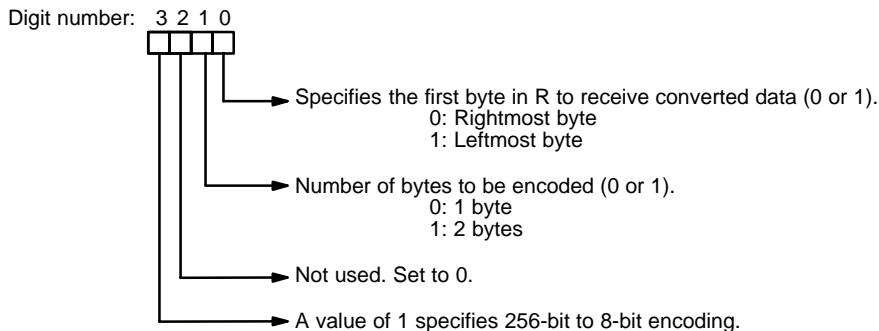 Digit number: 3 2 1 0
Specifies the first byte in R to receive converted data (0 or 1).
0: Rightmost byte
1: Leftmost byte
Number of bytes to be encoded (0 or 1).
0: 1 byte
1: 2 bytes
Not used. Set to 0.
A value of 1 specifies 256-bit to 8-bit encoding.